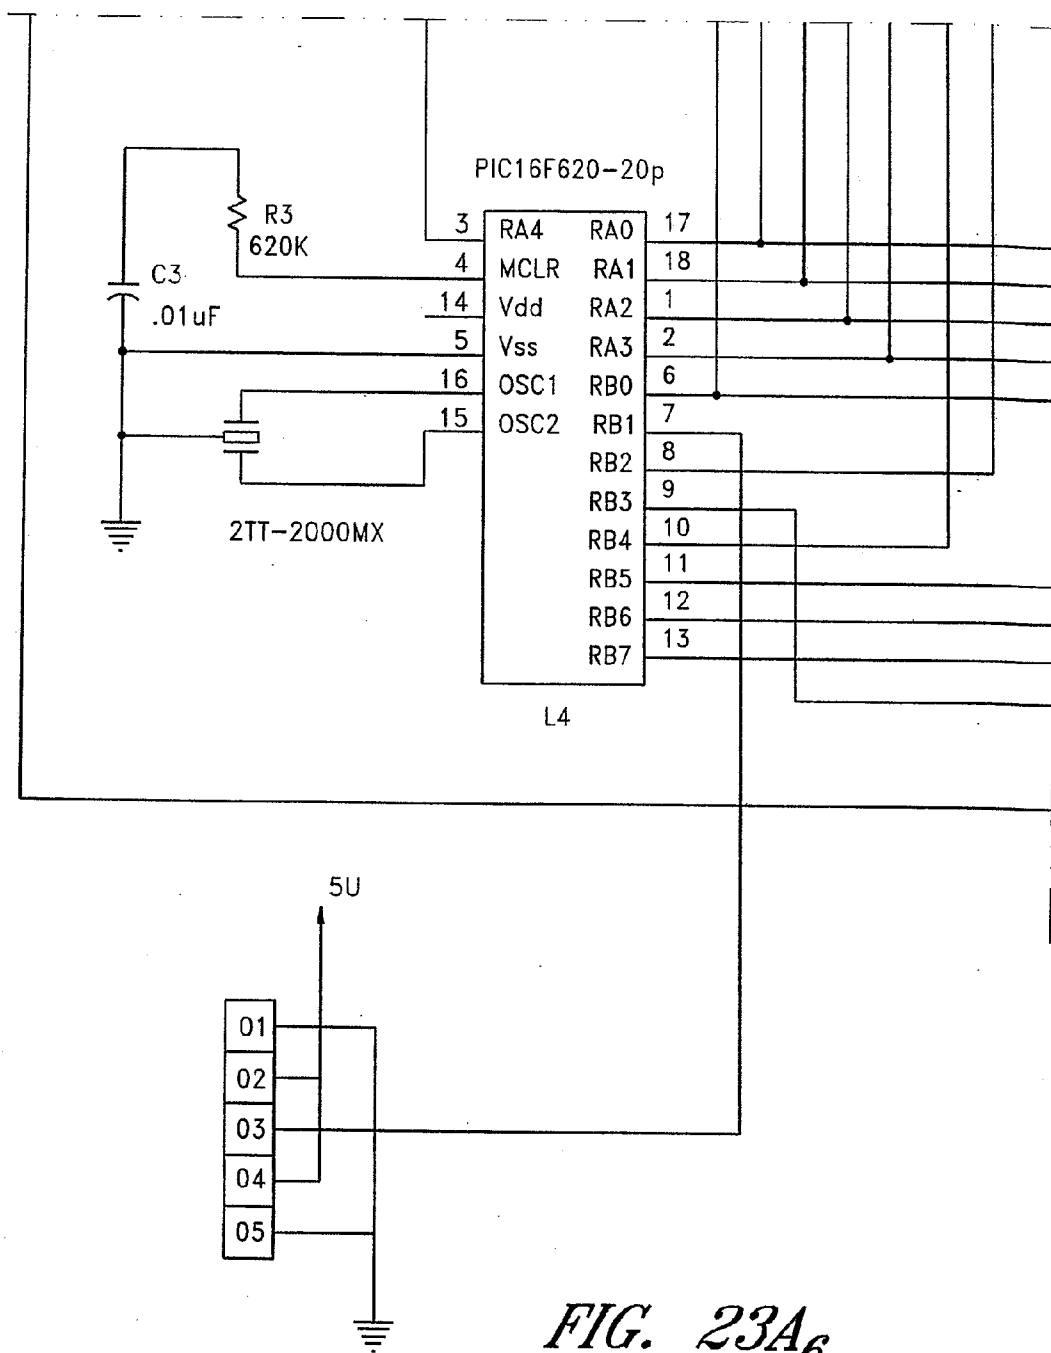 PIC16F620-20p
R3
620K
C3
.01uF
3 RA4 RA0 17
4 MCLR RA1 18
14 Vdd RA2 1
5 Vss RA3 2
16 OSC1 RB0 6
15 OSC2 RB1 7
RB2 8
RB3 9
RB4 10
RB5 11
RB6 12
RB7 13
2TT-2000MX
L4
5U
01
02
03
04
05
FIG. 23A6